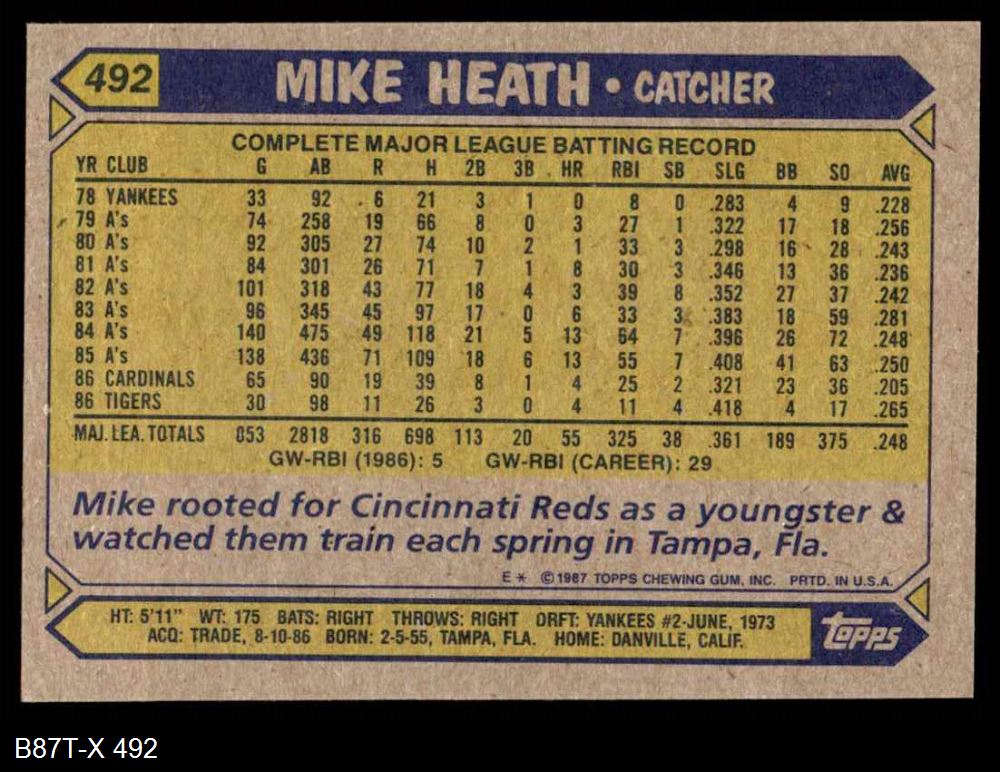 492
MIKE HEATH • CATCHER
COMPLETE MAJOR LEAGUE BATTING RECORD
YR CLUB G AB R H 2B 3B HR RBI SB SLG BB SO AVG
78 YANKEES 33 92 6 21 3 1 0 8 0 .283 4 9 .228
79 A's 74 258 19 66 8 0 3 27 1 .322 17 18 .256
80 A's 92 305 27 74 10 2 1 33 3 .298 16 28 .243
81 A's 84 301 26 71 7 1 8 30 3 .346 13 36 .236
82 A's 101 318 43 77 18 4 3 39 8 .352 27 37 .242
83 A's 96 345 45 97 17 0 6 33 3 .383 18 59 .281
84 A's 140 475 49 118 21 5 13 64 7 .396 26 72 .248
85 A's 138 436 71 109 18 6 13 55 7 .408 41 63 .250
86 CARDINALS 65 90 19 39 8 1 4 25 2 .321 23 36 .205
86 TIGERS 30 98 11 26 3 0 4 11 4 .418 4 17 .265
MAJ. LEA. TOTALS 853 2818 316 698 113 20 55 325 38 .361 189 375 .248
GW-RBI (1986): 5 GW-RBI (CAREER): 29
Mike rooted for Cincinnati Reds as a youngster &
watched them train each spring in Tampa, Fla.
E * © 1987 TOPPS CHEWING GUM, INC. PRTD. IN U.S.A.
HT: 5'11" WT: 175 BATS: RIGHT THROWS: RIGHT DRFT: YANKEES #2-JUNE, 1973
ACQ: TRADE, 8-10-86 BORN: 2-5-55, TAMPA, FLA. HOME: DANVILLE, CALIF.
topps
B87T-X 492